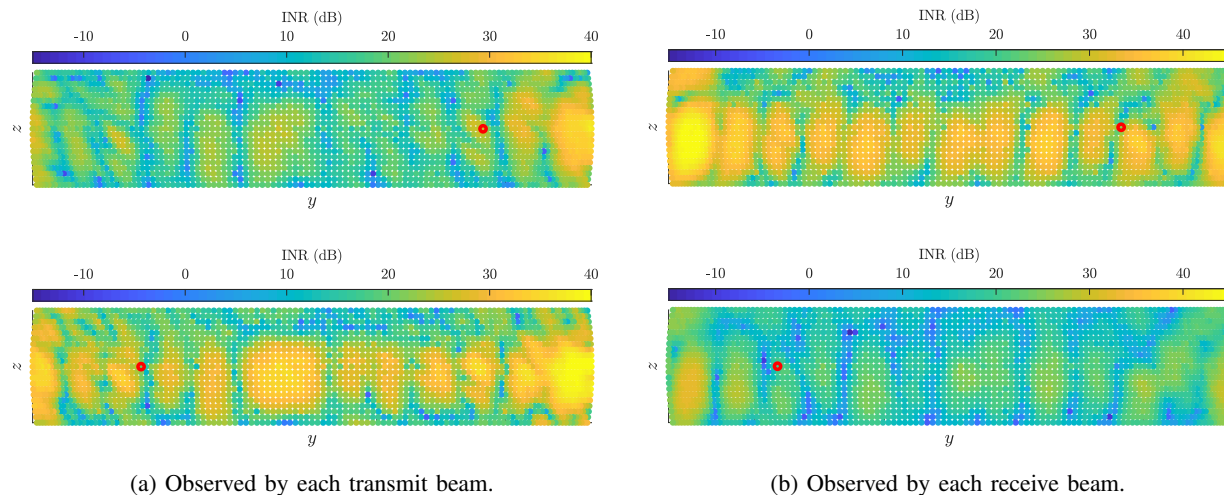 INR (dB)
-10 0 10 20 30 40
z
y
INR (dB)
-10 0 10 20 30 40
z
y
(a) Observed by each transmit beam.
INR (dB)
-10 0 10 20 30 40
z
y
INR (dB)
-10 0 10 20 30 40
z
y
(b) Observed by each receive beam.